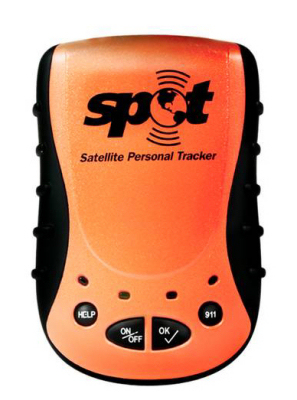 spot
Satellite Personal Tracker
HELP
ON/OFF
OK
911